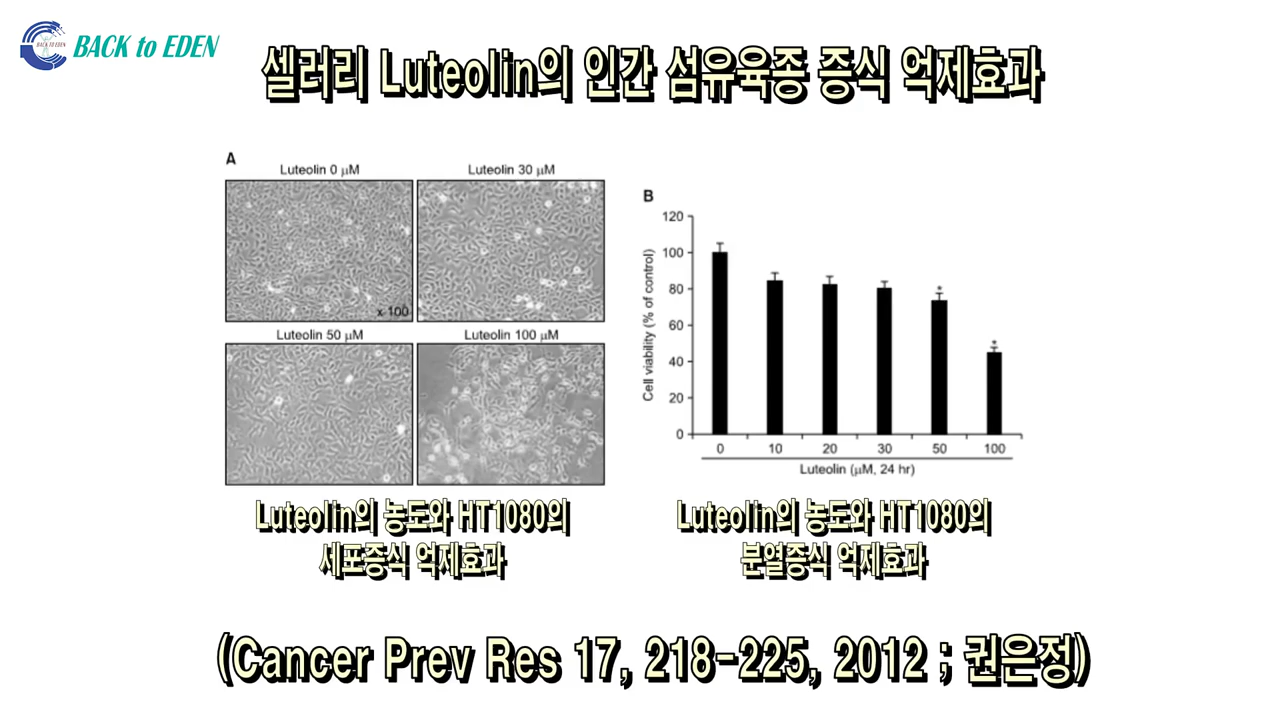 BACK to EDEN
BACK to EDEN
셀러리 Luteolin의 인간 섬유육종 증식 억제효과
A
Luteolin 0 μM
Luteolin 30 μM
x 100
Luteolin 50 μM
Luteolin 100 μM
B
Cell viability (% of control)
120
100
80
60
40
20
0
*
*
0 10 20 30 50 100
Luteolin (μM, 24 hr)
Luteolin의 농도와 HT1080의
세포증식 억제효과
Luteolin의 농도와 HT1080의
분열증식 억제효과
(Cancer Prev Res 17, 218-225, 2012 ; 권은정)